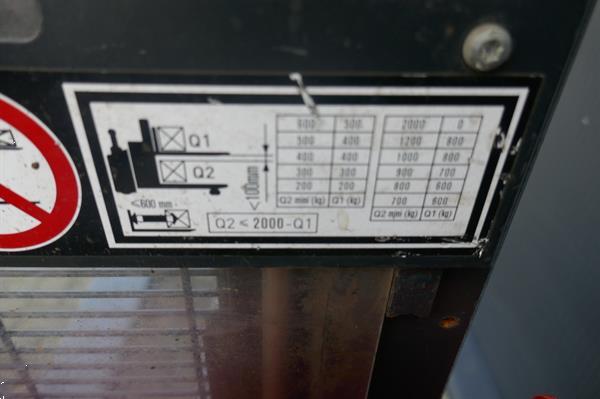 Q1
Q2
<100mm
≤600 mm
Q2 ≤ 2000-Q1
600 500
500 400
400 400
300 300
200 200
Q2 mini (kg) Q1 (kg)
2000 0
1200 800
1000 800
900 700
800 600
700 600
Q2 mini (kg) Q1 (kg)